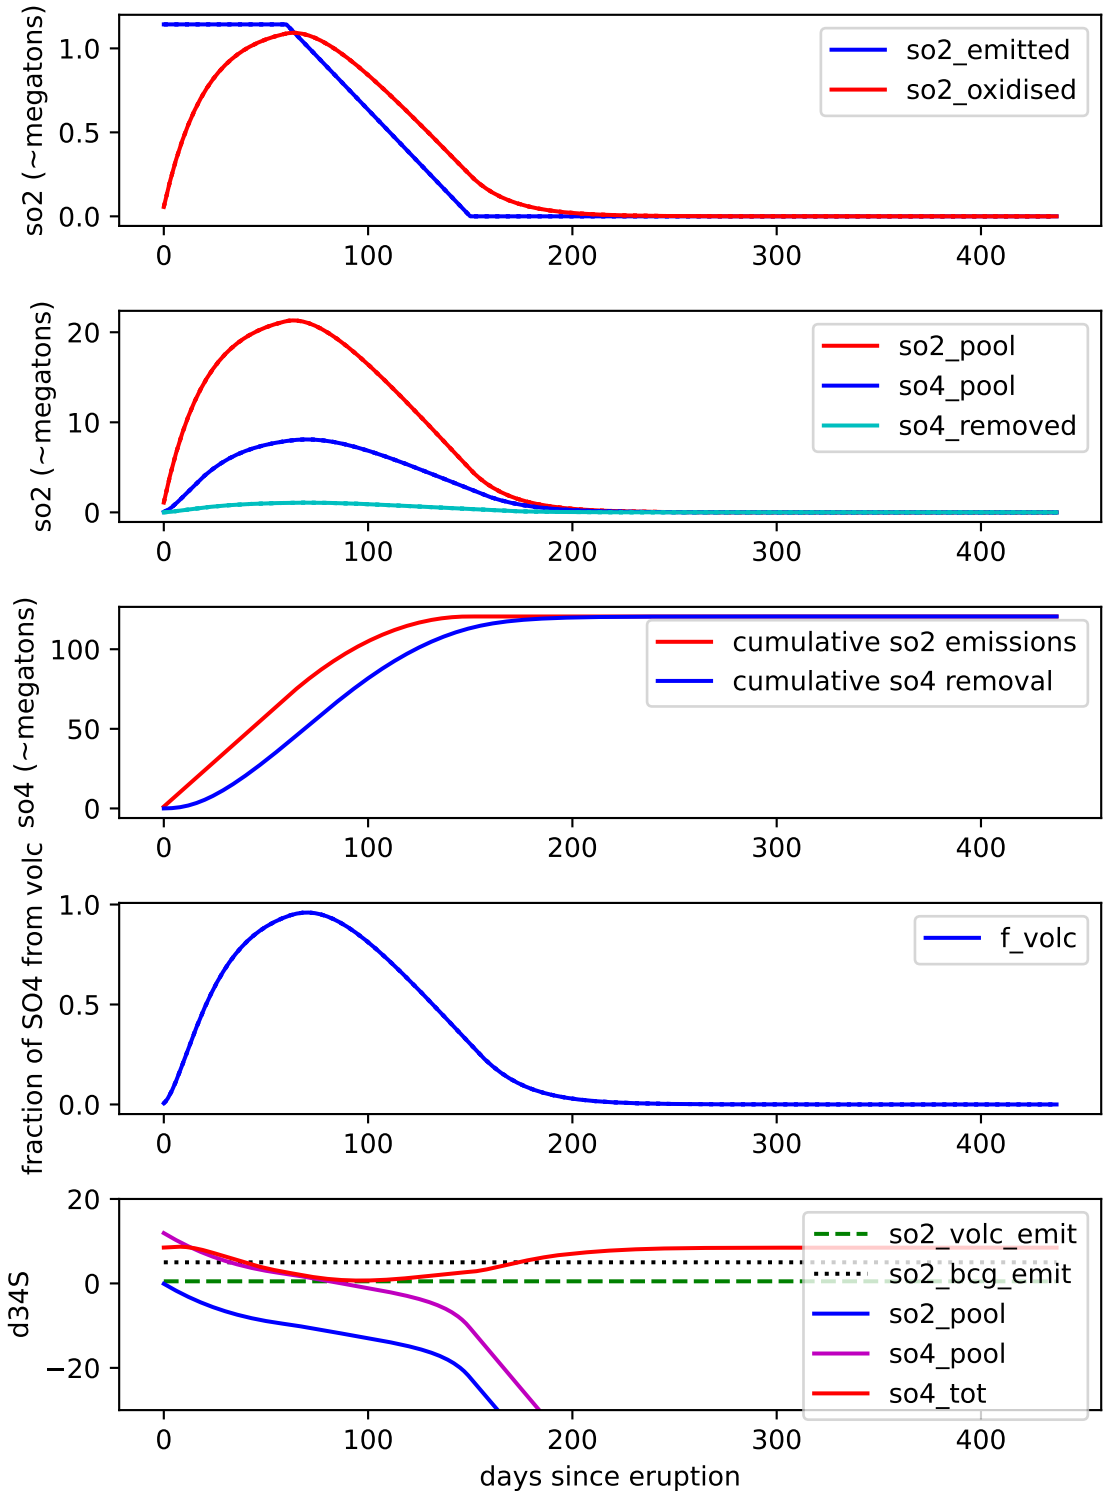 so2 (~megatons)
1.0
0.5
0.0
so2_emitted
so2_oxidised
0 100 200 300 400
so2 (~megatons)
20
10
0
so2_pool
so4_pool
so4_removed
0 100 200 300 400
so4 (~megatons)
100
50
0
cumulative so2 emissions
cumulative so4 removal
0 100 200 300 400
fraction of SO4 from volc
1.0
0.5
0.0
f_volc
0 100 200 300 400
d34S
20
0
−20
so2_volc_emit
so2_bcg_emit
so2_pool
so4_pool
so4_tot
0 100 200 300 400
days since eruption